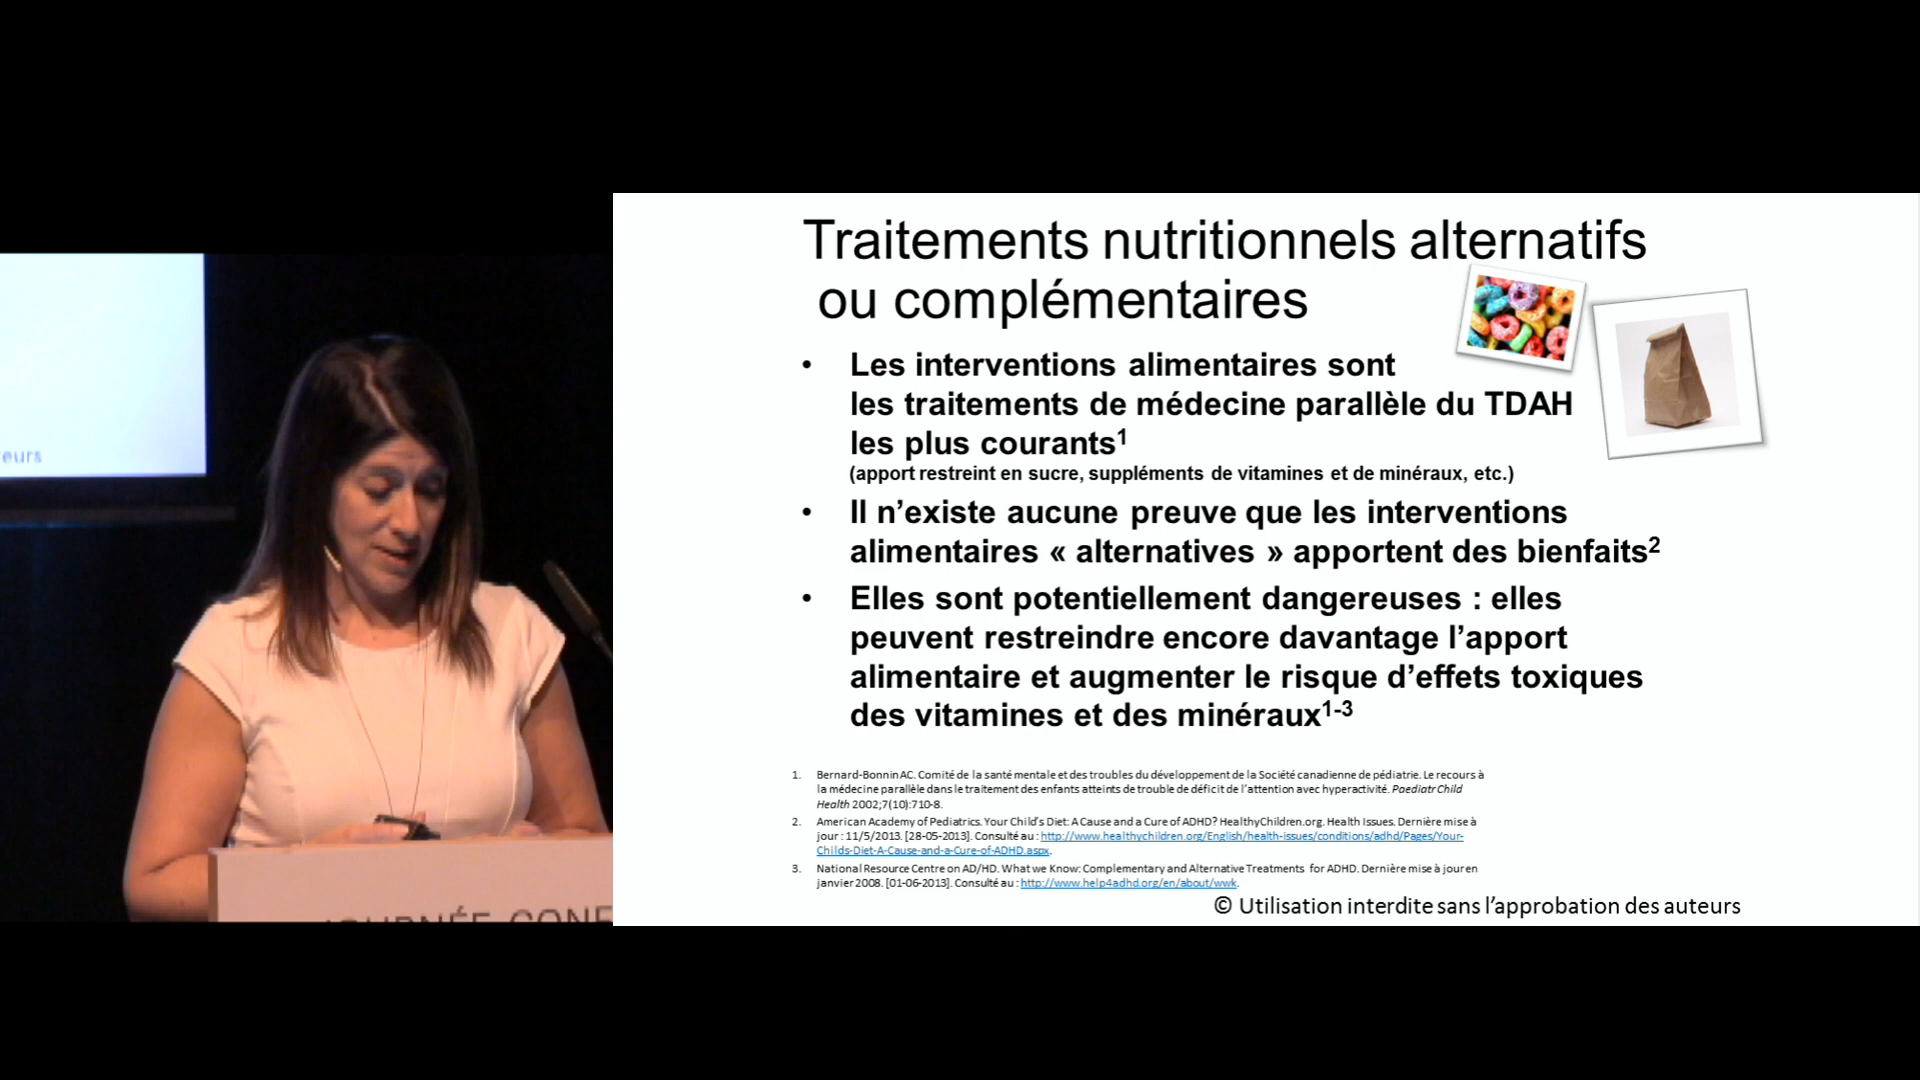 Traitements nutritionnels alternatifs
ou complémentaires
• Les interventions alimentaires sont
les traitements de médecine parallèle du TDAH
les plus courants1
(apport restreint en sucre, suppléments de vitamines et de minéraux, etc.)
• Il n’existe aucune preuve que les interventions
alimentaires « alternatives » apportent des bienfaits2
• Elles sont potentiellement dangereuses : elles
peuvent restreindre encore davantage l’apport
alimentaire et augmenter le risque d’effets toxiques
des vitamines et des minéraux1-3
1. Bernard-Bonnin AC. Comité de la santé mentale et des troubles du développement de la Société canadienne de pédiatrie. Le recours à
la médecine parallèle dans le traitement des enfants atteints de trouble de déficit de l’attention avec hyperactivité. Paediatr Child
Health 2002;7(10):710-8.
2. American Academy of Pediatrics. Your Child’s Diet: A Cause and a Cure of ADHD? HealthyChildren.org. Health Issues. Dernière mise à
jour : 11/5/2013. [28-05-2013]. Consulté au : http://www.healthychildren.org/English/health-issues/conditions/adhd/Pages/Your-
Childs-Diet-A-Cause-and-a-Cure-of-ADHD.aspx.
3. National Resource Centre on AD/HD. What we Know: Complementary and Alternative Treatments for ADHD. Dernière mise à jour en
janvier 2008. [01-06-2013]. Consulté au : http://www.help4adhd.org/en/about/wwk.
© Utilisation interdite sans l’approbation des auteurs
eurs
JOURNÉE CONF